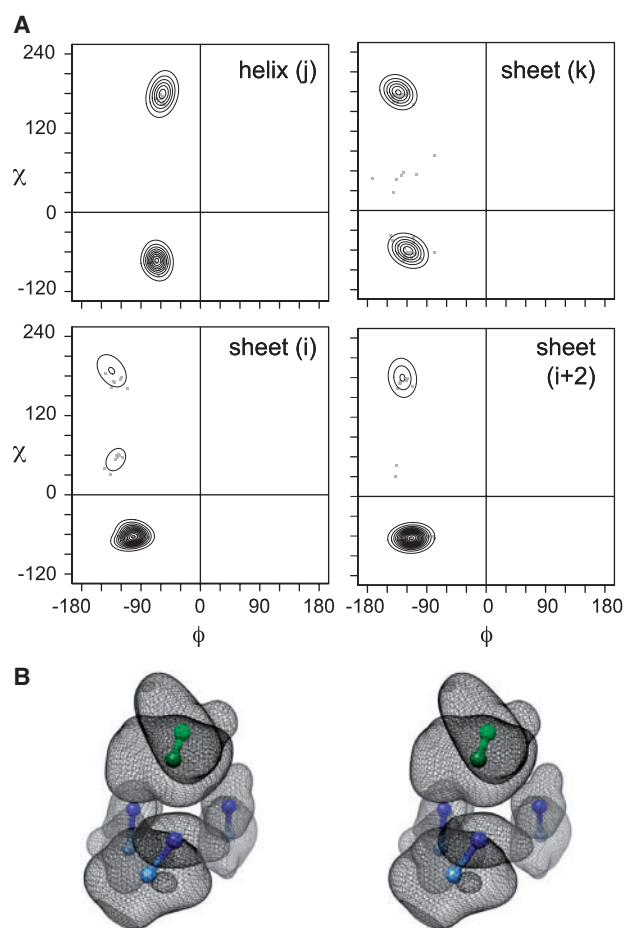 A
240
120
0
-120
χ
helix (j)
sheet (k)
240
120
0
-120
χ
sheet (i)
sheet
(i+2)
-180 -90 0 90 180
-180 -90 0 90 180
ϕ
ϕ
B